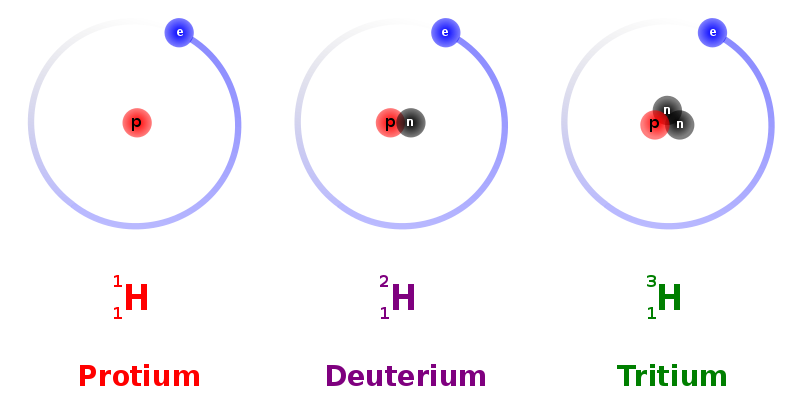 e e e
p p n n p n
1 1 H 2 1 H 3 1 H
Protium Deuterium Tritium